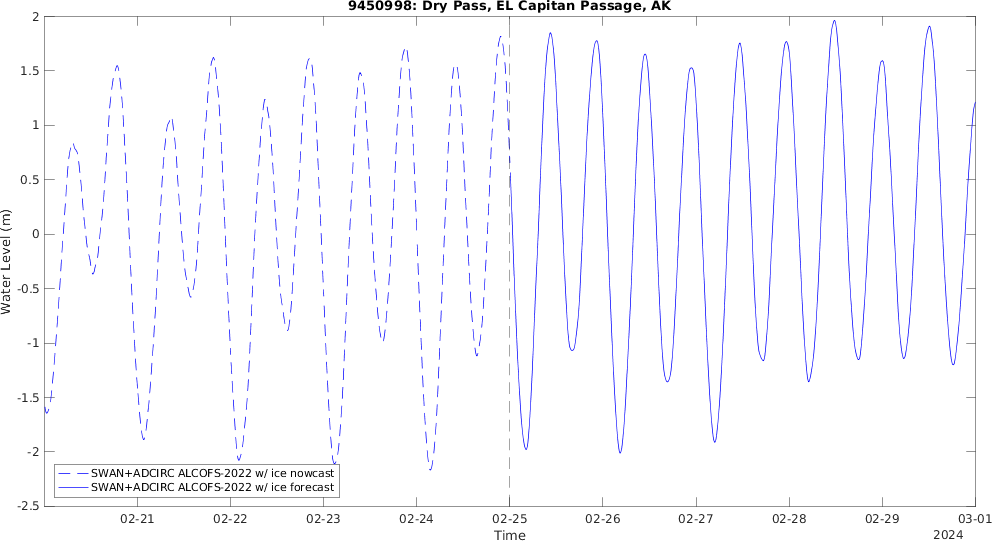 9450998: Dry Pass, EL Capitan Passage, AK
2
1.5
1
0.5
0
-0.5
-1
-1.5
-2
-2.5
Water Level (m)
SWAN+ADCIRC ALCOFS-2022 w/ ice nowcast
SWAN+ADCIRC ALCOFS-2022 w/ ice forecast
02-21 02-22 02-23 02-24 02-25 02-26 02-27 02-28 02-29 03-01
Time
2024